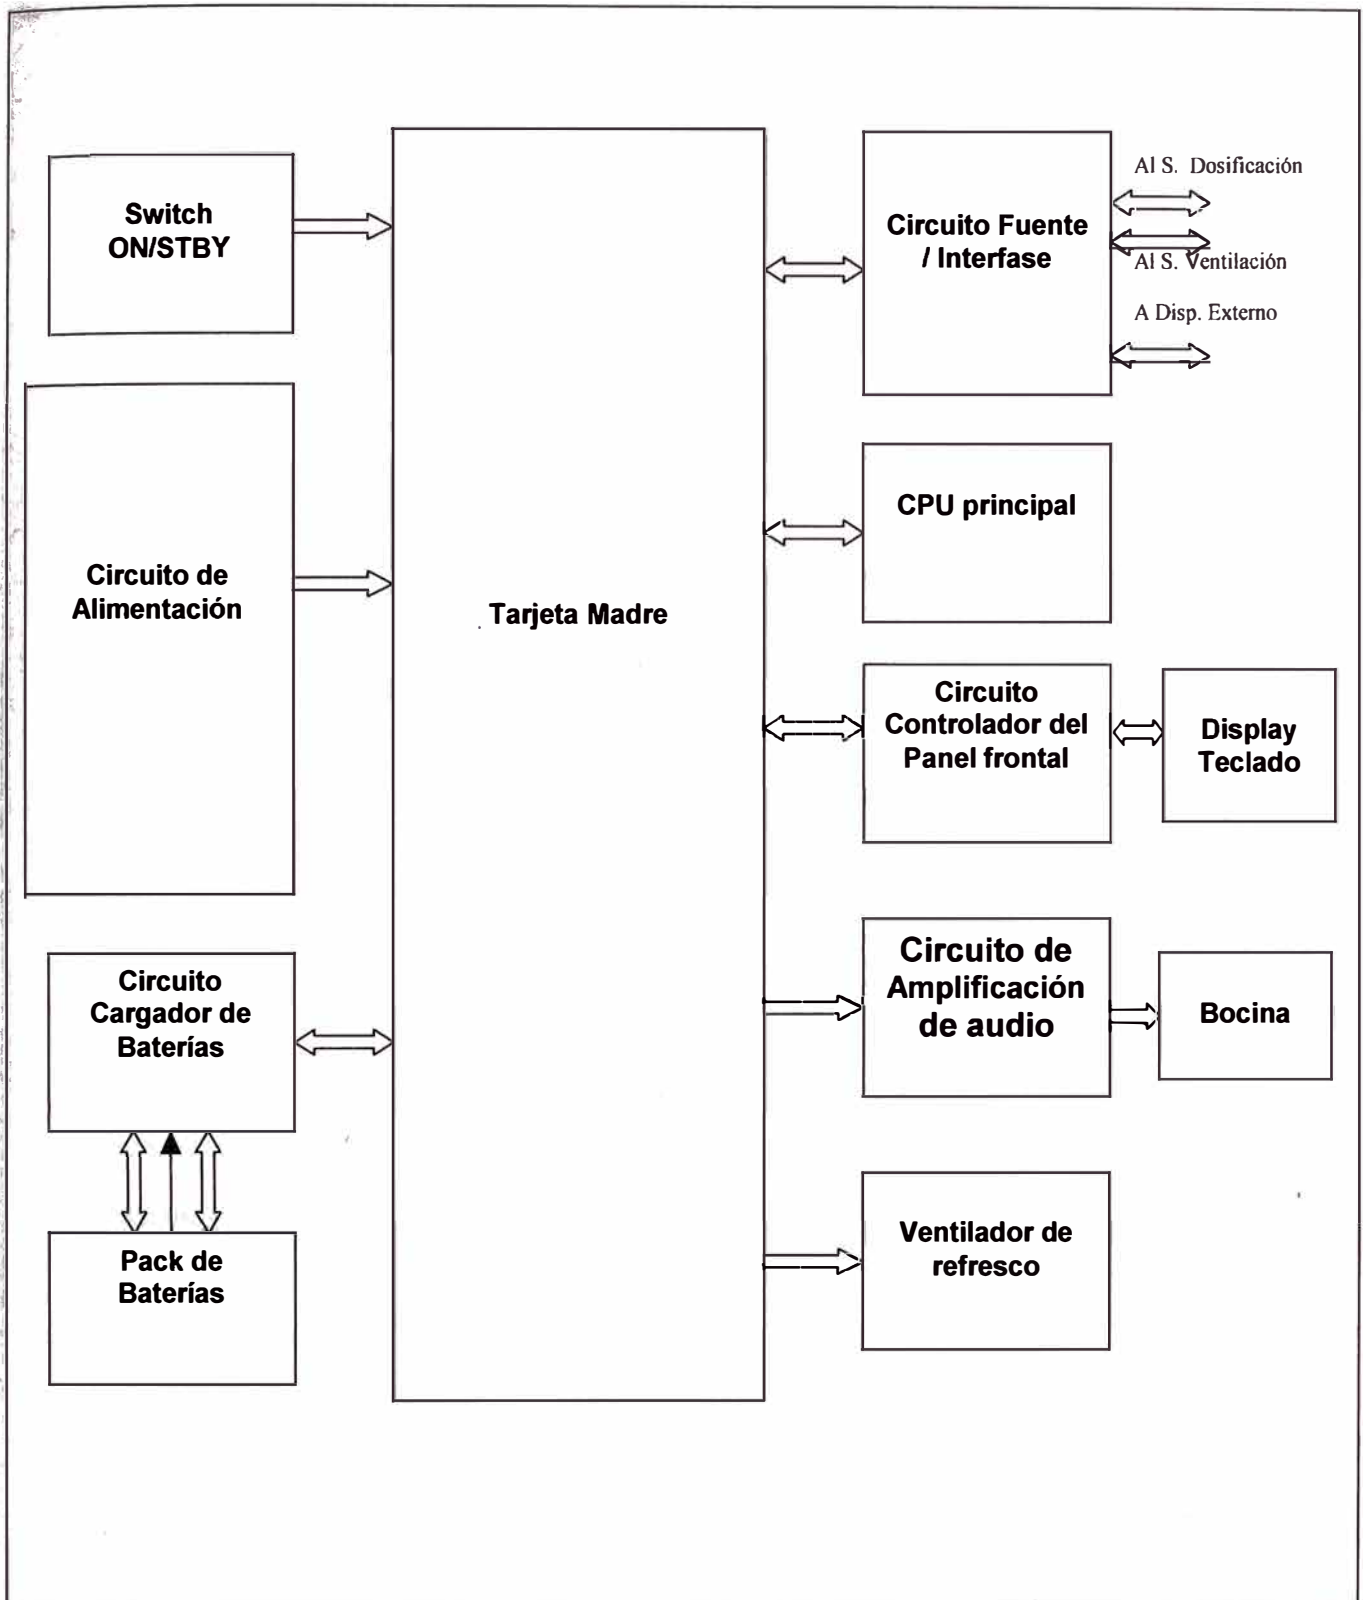 Switch
ON/STBY
Circuito de
Alimentación
Circuito
Cargador de
Baterías
Pack de
Baterías
Tarjeta Madre
Circuito Fuente
/ Interfase
Al S. Dosificación
Al S. Ventilación
A Disp. Externo
CPU principal
Circuito
Controlador del
Panel frontal
Display
Teclado
Circuito de
Amplificación
de audio
Bocina
Ventilador de
refresco